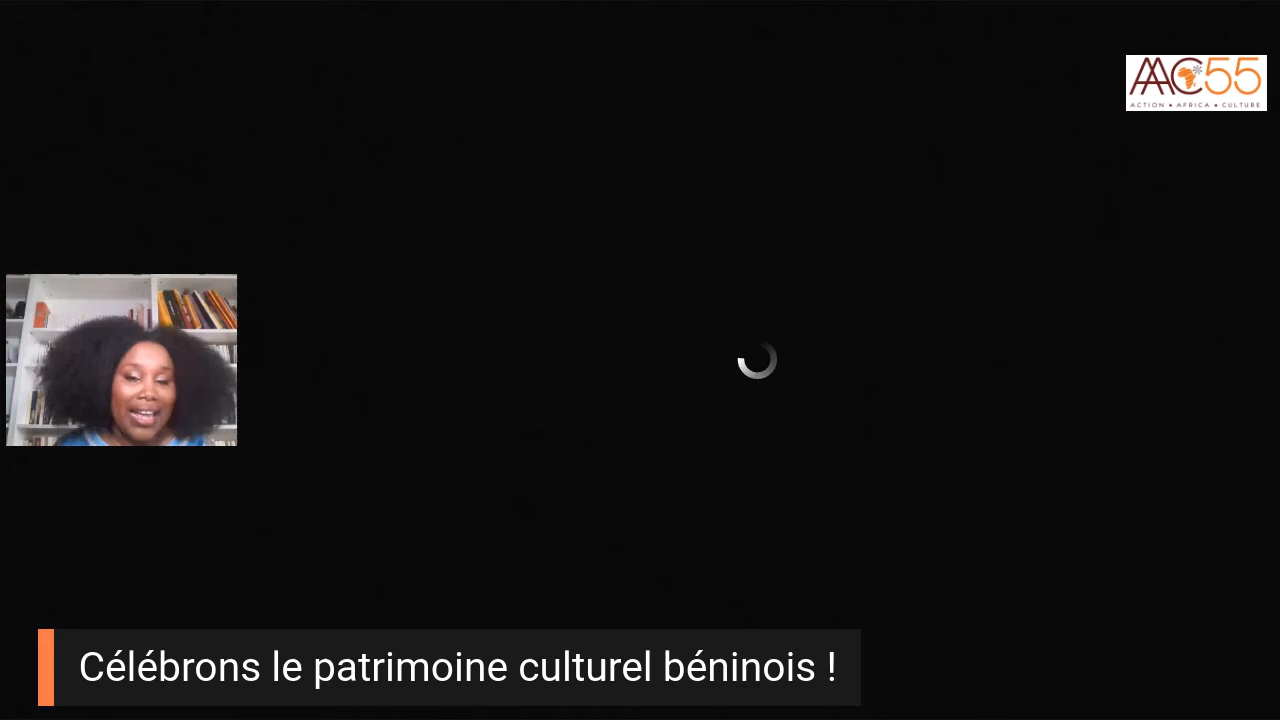 AAC55
ACTION • AFRICA • CULTURE
Célébrons le patrimoine culturel béninois !